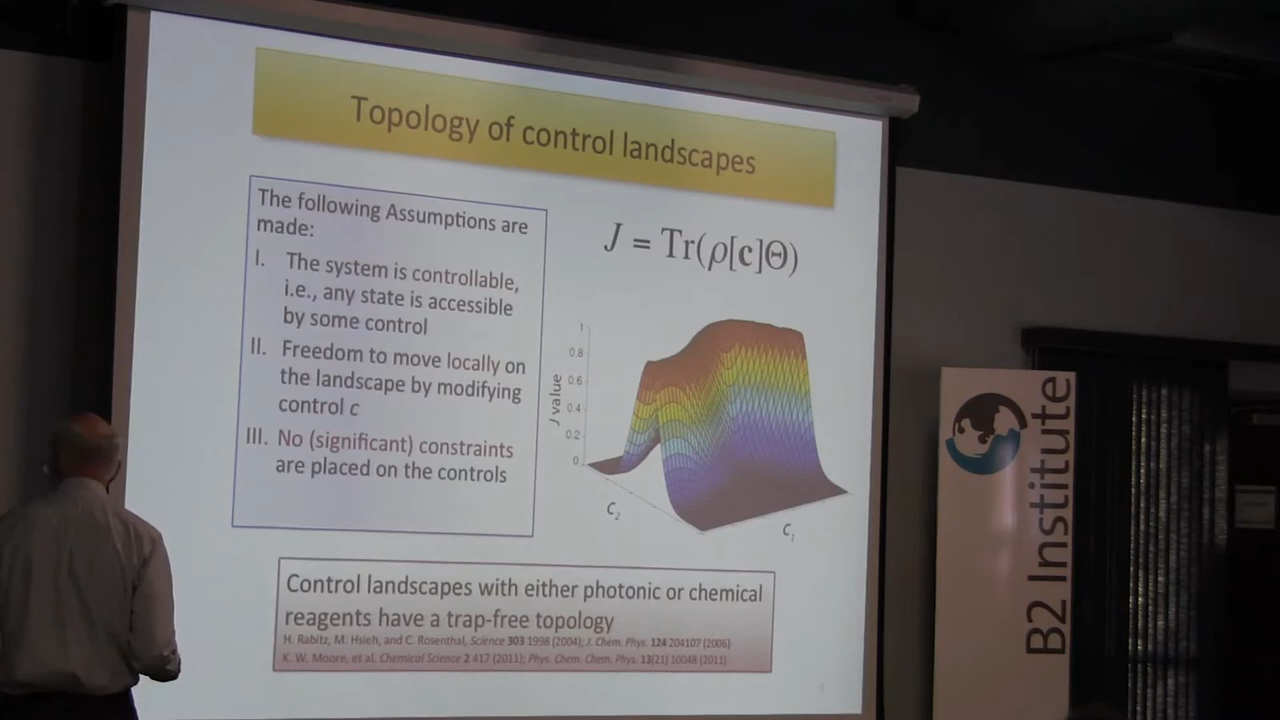 Topology of control landscapes
The following Assumptions are
made:
I. The system is controllable,
i.e., any state is accessible
by some control
II. Freedom to move locally on
the landscape by modifying
control c
III. No (significant) constraints
are placed on the controls
J = Tr(ρ[c]Θ)
1
0.8
0.6
0.4
0.2
0
J value
C₂
C₁
Control landscapes with either photonic or chemical
reagents have a trap-free topology
H. Rabitz, M. Hsieh, and C. Rosenthal, Science 303 1998 (2004); J. Chem. Phys. 124 204107 (2006)
K. W. Moore, et al. Chemical Science 2 417 (2011); Phys. Chem. Chem. Phys. 13(21) 10048 (2011)
B2 Institute